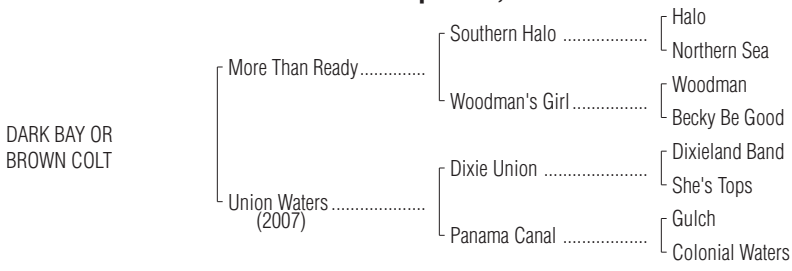 Halo
Southern Halo ..................
Northern Sea
More Than Ready..............
Woodman
Woodman's Girl................
Becky Be Good
DARK BAY OR
BROWN COLT
Dixieland Band
Dixie Union ......................
She's Tops
Union Waters ....................
(2007)
Gulch
Panama Canal ..................
Colonial Waters